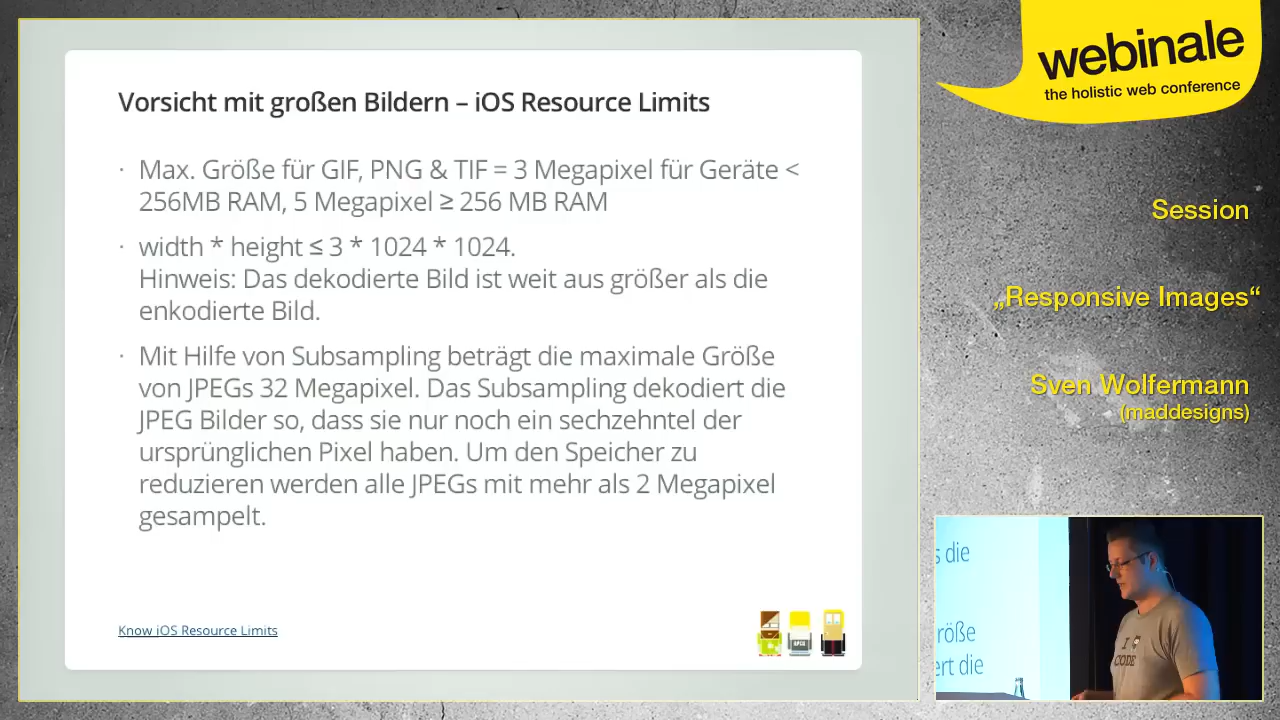 webinale
the holistic web conference
Vorsicht mit großen Bildern – iOS Resource Limits
· Max. Größe für GIF, PNG & TIF = 3 Megapixel für Geräte <
256MB RAM, 5 Megapixel ≥ 256 MB RAM
· width * height ≤ 3 * 1024 * 1024.
Hinweis: Das dekodierte Bild ist weit aus größer als die
enkodierte Bild.
· Mit Hilfe von Subsampling beträgt die maximale Größe
von JPEGs 32 Megapixel. Das Subsampling dekodiert die
JPEG Bilder so, dass sie nur noch ein sechzehntel der
ursprünglichen Pixel haben. Um den Speicher zu
reduzieren werden alle JPEGs mit mehr als 2 Megapixel
gesampelt.
Know iOS Resource Limits
Session
„Responsive Images“
Sven Wolfermann
(maddesigns)
s die
röße
ert die
I
CODE